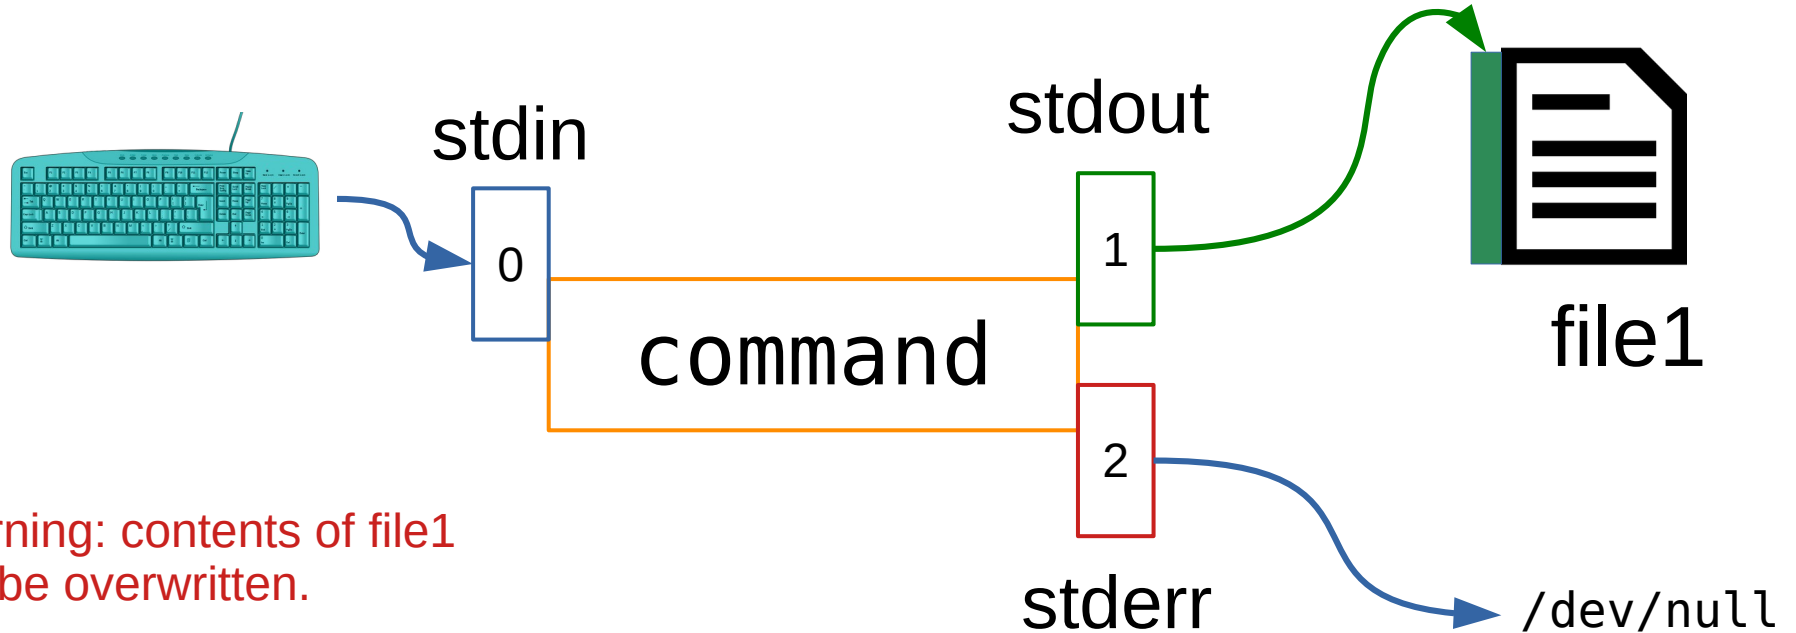 stdin
stdout
0
1
command
file1
2
rning: contents of file1
be overwritten.
stderr
/dev/null